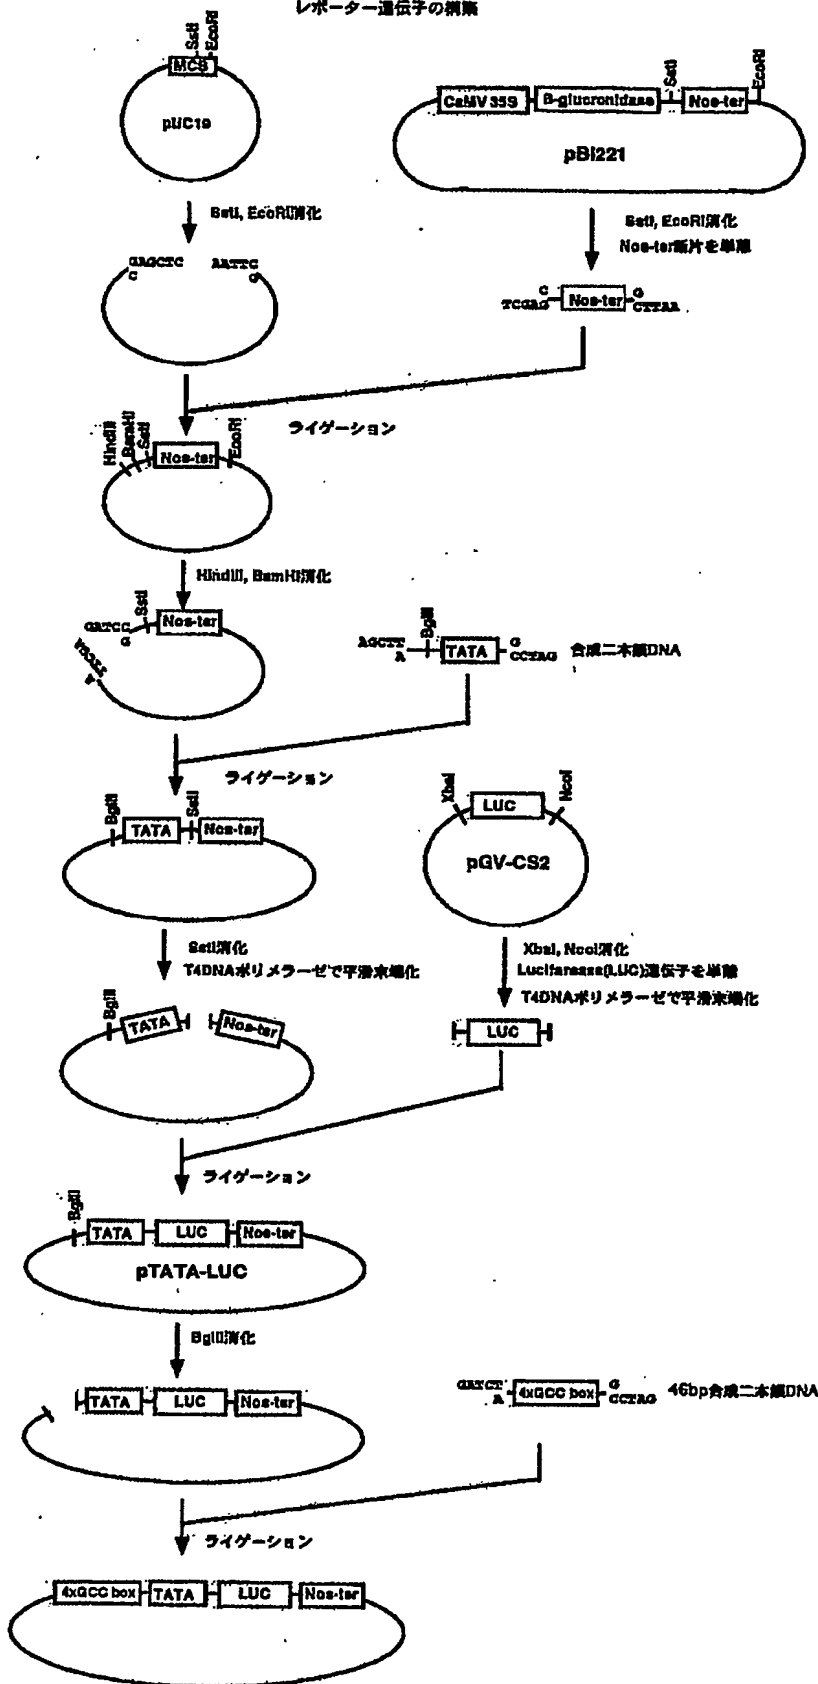 レポーター遺伝子の構築
SstI
EcoRI
MCS
pUC19
CaMV 35S
B-glucronidase
SstI
Nos-ter
EcoRI
pBI221
SstI, EcoRI消化
SstI, EcoRI消化
Nos-ter断片を単離
GAGCTC
C
AATTC
G
C
TCGAG
Nos-ter
G
CTTAA
ライゲーション
HindIII
BamHI
SstI
Nos-ter
EcoRI
HindIII, BamHI消化
SstI
GATCC
G
Nos-ter
A
AGCTT
A
BglII
TATA
G
CCTAG
合成二本鎖DNA
ライゲーション
BglII
TATA
SstI
Nos-ter
XbaI
LUC
NcoI
pGV-CS2
SstI消化
T4DNAポリメラーゼで平滑末端化
XbaI, NcoI消化
Luciferease(LUC)遺伝子を単離
T4DNAポリメラーゼで平滑末端化
BglII
TATA
Nos-ter
LUC
ライゲーション
BglII
TATA
LUC
Nos-ter
pTATA-LUC
BglII消化
TATA
LUC
Nos-ter
GATCT
A
4xGCC box
G
CCTAG
46bp合成二本鎖DNA
ライゲーション
4xGCC box
TATA
LUC
Nos-ter